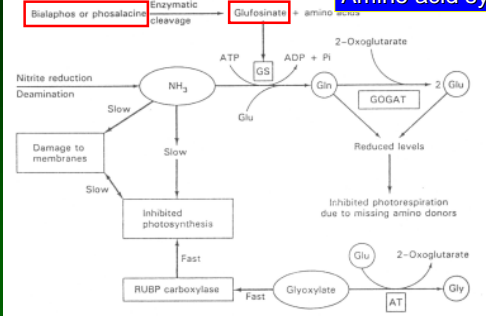 Amino acid sy
Bialaphos or phosalacine
Enzymatic
cleavage
Glufosinate + amino acids
ATP
ADP + Pi
GS
2-Oxoglutarate
Nitrite reduction
Deamination
NH3
Glu
Gln
GOGAT
2 Glu
Slow
Slow
Reduced levels
Damage to
membranes
Slow
Inhibited
photosynthesis
Inhibited photorespiration
due to missing amino donors
Fast
Glu
2-Oxoglutarate
RUBP carboxylase
Fast
Glyoxylate
AT
Gly